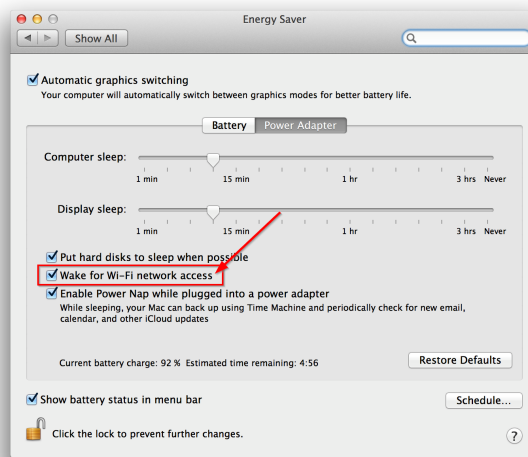 Energy Saver
Show All
Automatic graphics switching
Your computer will automatically switch between graphics modes for better battery life.
Battery Power Adapter
Computer sleep:
1 min 15 min 1 hr 3 hrs Never
Display sleep:
1 min 15 min 1 hr 3 hrs Never
Put hard disks to sleep when possible
Wake for Wi-Fi network access
Enable Power Nap while plugged into a power adapter
While sleeping, your Mac can back up using Time Machine and periodically check for new email,
calendar, and other iCloud updates
Current battery charge: 92 % Estimated time remaining: 4:56
Restore Defaults
Show battery status in menu bar
Schedule...
Click the lock to prevent further changes.
?